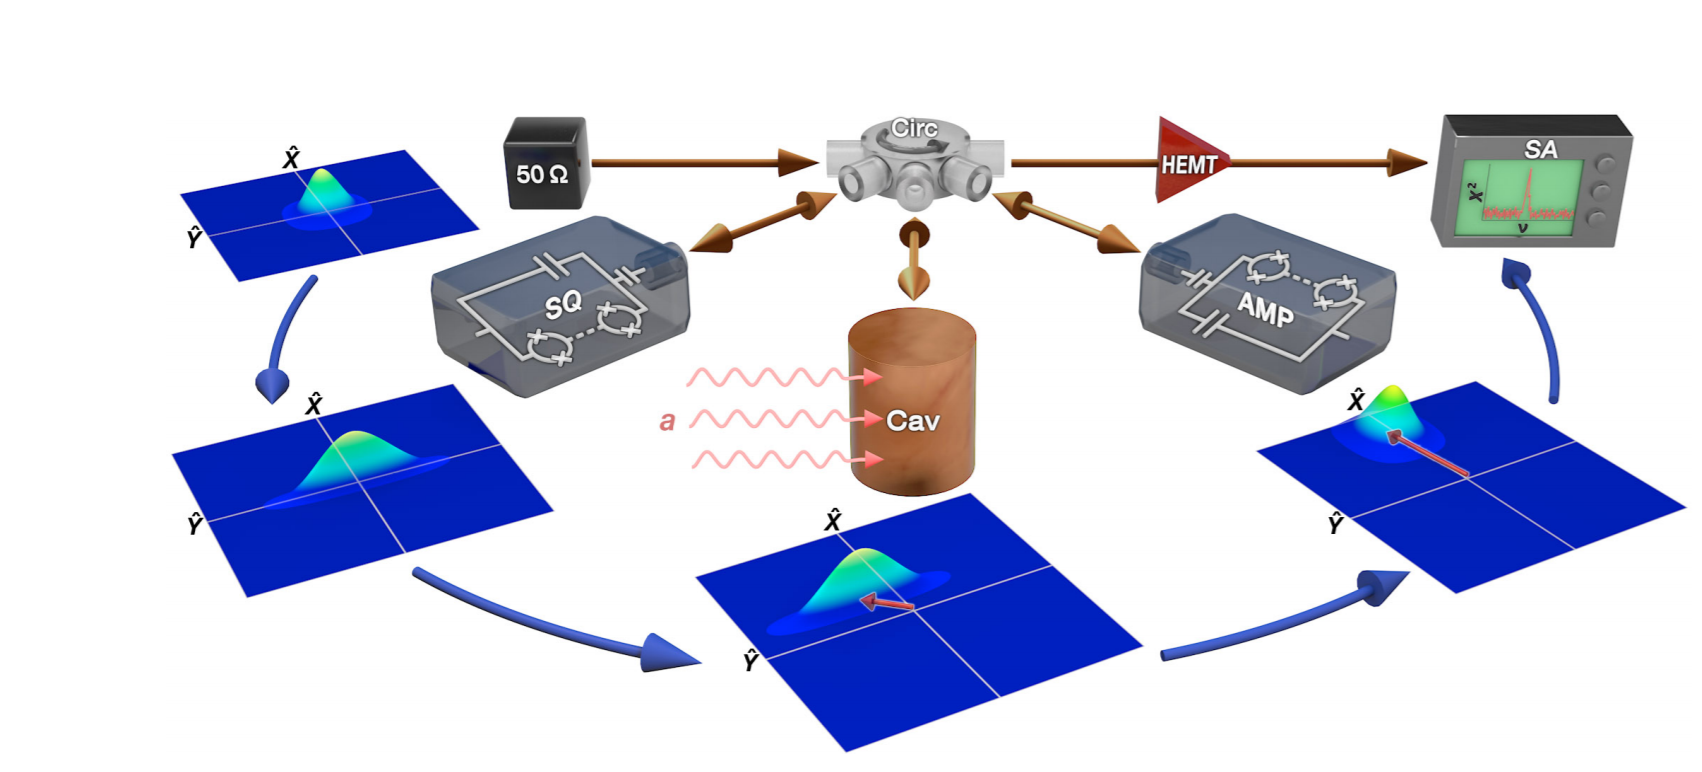 50 Ω
Circ
HEMT
SA
X²
ν
X̂
Ŷ
SQ
AMP
a
Cav
X̂
Ŷ
X̂
Ŷ
X̂
Ŷ